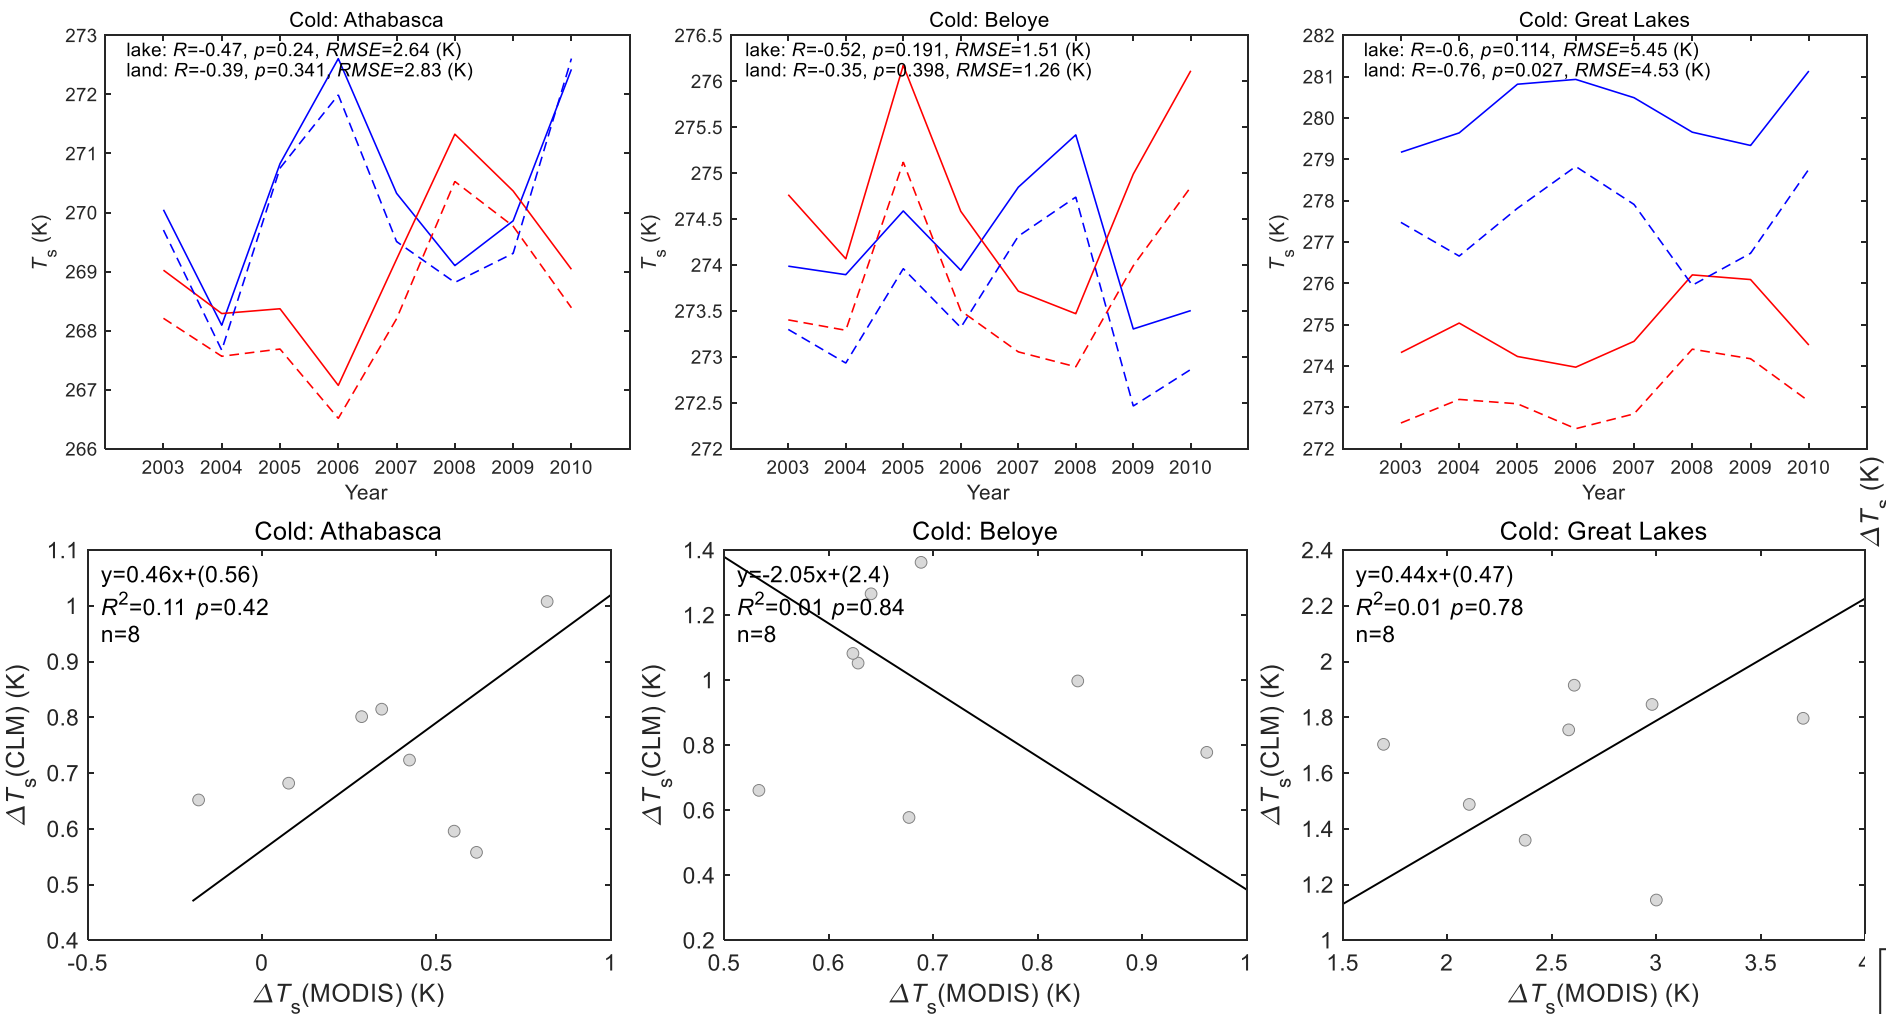 Cold: Athabasca
lake: R=-0.47, p=0.24, RMSE=2.64 (K)
land: R=-0.39, p=0.341, RMSE=2.83 (K)
273
272
271
270
269
268
267
266
T_s (K)
2003 2004 2005 2006 2007 2008 2009 2010
Year
Cold: Beloye
lake: R=-0.52, p=0.191, RMSE=1.51 (K)
land: R=-0.35, p=0.398, RMSE=1.26 (K)
276.5
276
275.5
275
274.5
274
273.5
273
272.5
272
T_s (K)
2003 2004 2005 2006 2007 2008 2009 2010
Year
Cold: Great Lakes
lake: R=-0.6, p=0.114, RMSE=5.45 (K)
land: R=-0.76, p=0.027, RMSE=4.53 (K)
282
281
280
279
278
277
276
275
274
273
272
T_s (K)
2003 2004 2005 2006 2007 2008 2009 2010
Year
ΔT_s (K)
Cold: Athabasca
y=0.46x+(0.56)
R²=0.11 p=0.42
n=8
1.1
1
0.9
0.8
0.7
0.6
0.5
0.4
ΔT_s(CLM) (K)
-0.5 0 0.5 1
ΔT_s(MODIS) (K)
Cold: Beloye
y=-2.05x+(2.4)
R²=0.01 p=0.84
n=8
1.4
1.2
1
0.8
0.6
0.4
0.2
ΔT_s(CLM) (K)
0.5 0.6 0.7 0.8 0.9 1
ΔT_s(MODIS) (K)
Cold: Great Lakes
y=0.44x+(0.47)
R²=0.01 p=0.78
n=8
2.4
2.2
2
1.8
1.6
1.4
1.2
1
ΔT_s(CLM) (K)
1.5 2 2.5 3 3.5 4
ΔT_s(MODIS) (K)